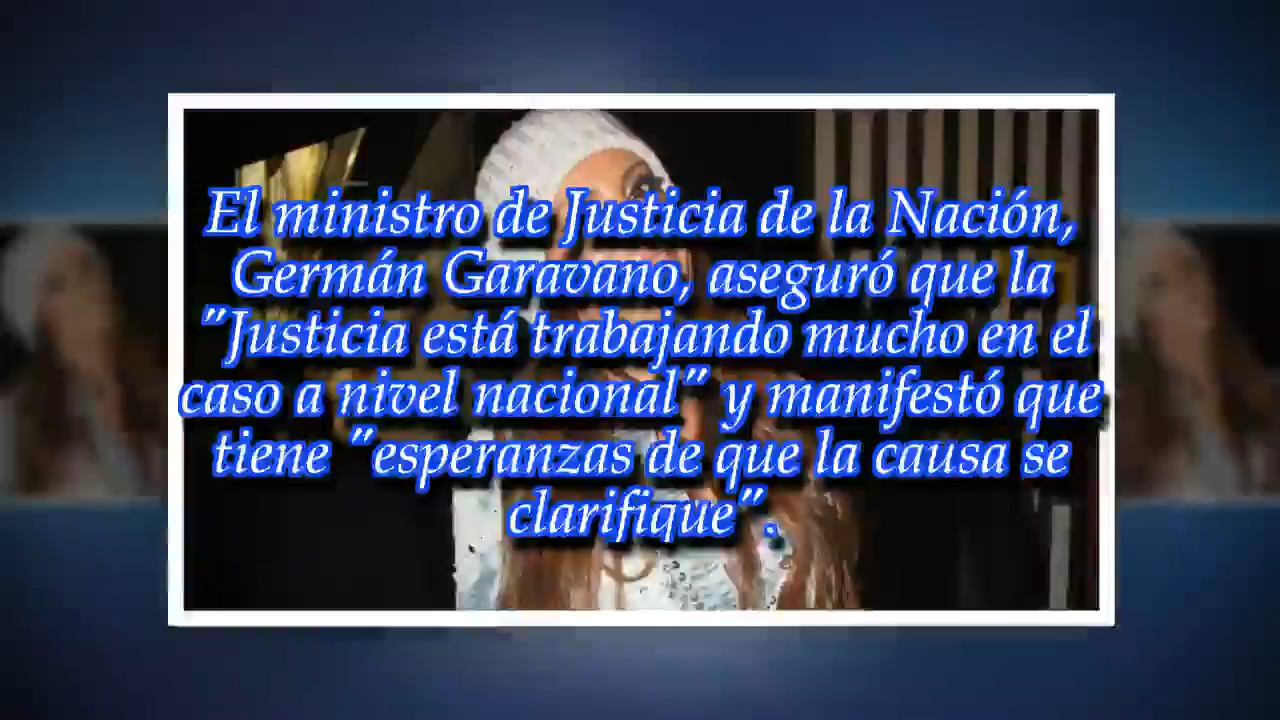 El ministro de Justicia de la Nación,
Germán Garavano, aseguró que la
"Justicia está trabajando mucho en el
caso a nivel nacional" y manifestó que
tiene "esperanzas de que la causa se
clarifique".